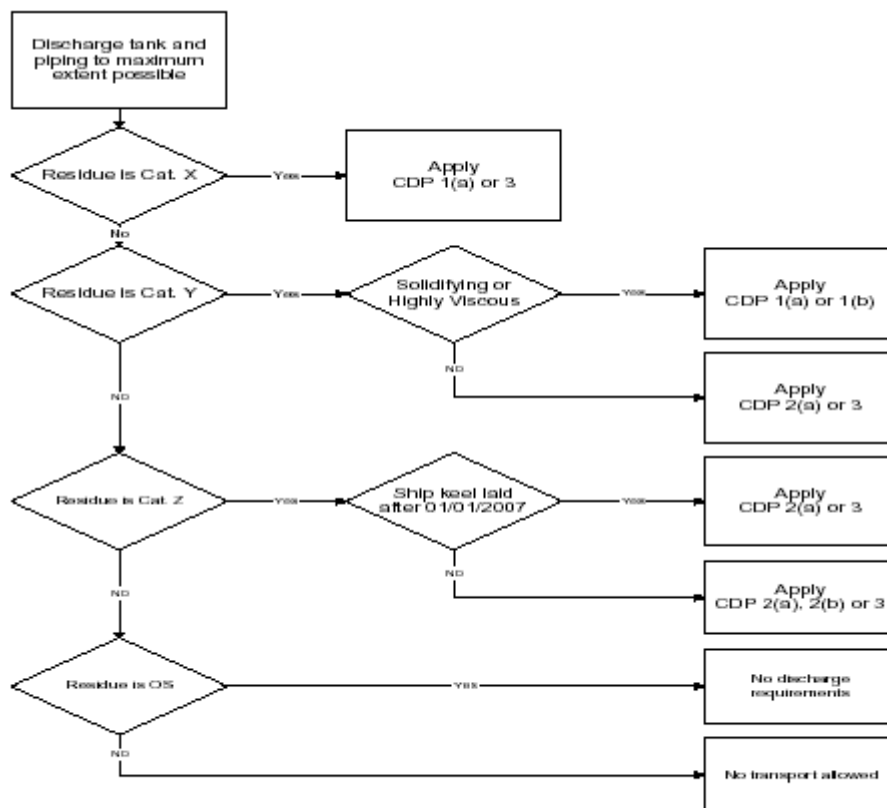 Discharge tank and
piping to maximum
extent possible
Residue is Cat. X
Yes
Apply
CDP 1(a) or 3
No
Residue is Cat. Y
Yes
Solidifying or
Highly Viscous
Yes
Apply
CDP 1(a) or 1(b)
NO
Apply
CDP 2(a) or 3
NO
Residue is Cat. Z
Yes
Ship keel laid
after 01/01/2007
Yes
Apply
CDP 2(a) or 3
NO
Apply
CDP 2(a), 2(b) or 3
NO
Residue is OS
YES
No discharge
requirements
NO
No transport allowed